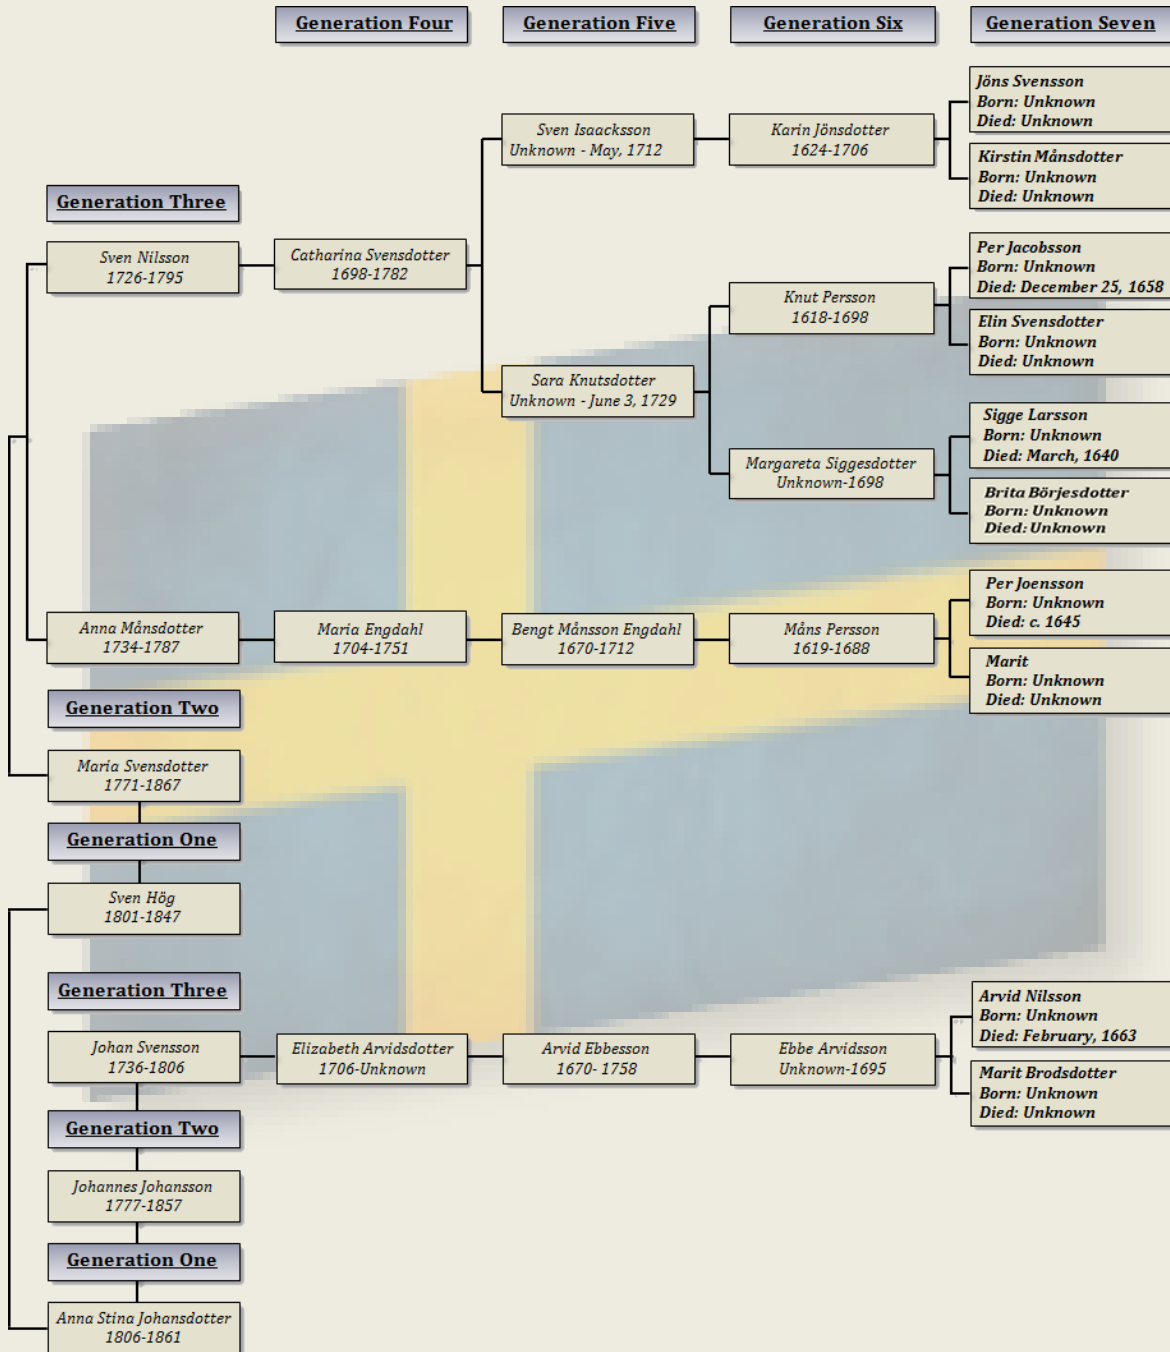 Generation Four
Generation Five
Generation Six
Generation Seven
Jöns Svensson
Born: Unknown
Died: Unknown
Sven Isaacksson
Unknown - May, 1712
Karin Jönsdotter
1624-1706
Kirstin Månsdotter
Born: Unknown
Died: Unknown
Generation Three
Sven Nilsson
1726-1795
Catharina Svensdotter
1698-1782
Per Jacobsson
Born: Unknown
Died: December 25, 1658
Knut Persson
1618-1698
Elin Svensdotter
Born: Unknown
Died: Unknown
Sara Knutsdotter
Unknown - June 3, 1729
Sigge Larsson
Born: Unknown
Died: March, 1640
Margareta Siggesdotter
Unknown-1698
Brita Börjesdotter
Born: Unknown
Died: Unknown
Anna Månsdotter
1734-1787
Maria Engdahl
1704-1751
Bengt Månsson Engdahl
1670-1712
Måns Persson
1619-1688
Per Joensson
Born: Unknown
Died: c. 1645
Marit
Born: Unknown
Died: Unknown
Generation Two
Maria Svensdotter
1771-1867
Generation One
Sven Hög
1801-1847
Generation Three
Johan Svensson
1736-1806
Elizabeth Arvidsdotter
1706-Unknown
Arvid Ebbesson
1670- 1758
Ebbe Arvidsson
Unknown-1695
Arvid Nilsson
Born: Unknown
Died: February, 1663
Marit Brodsdotter
Born: Unknown
Died: Unknown
Generation Two
Johannes Johansson
1777-1857
Generation One
Anna Stina Johansdotter
1806-1861